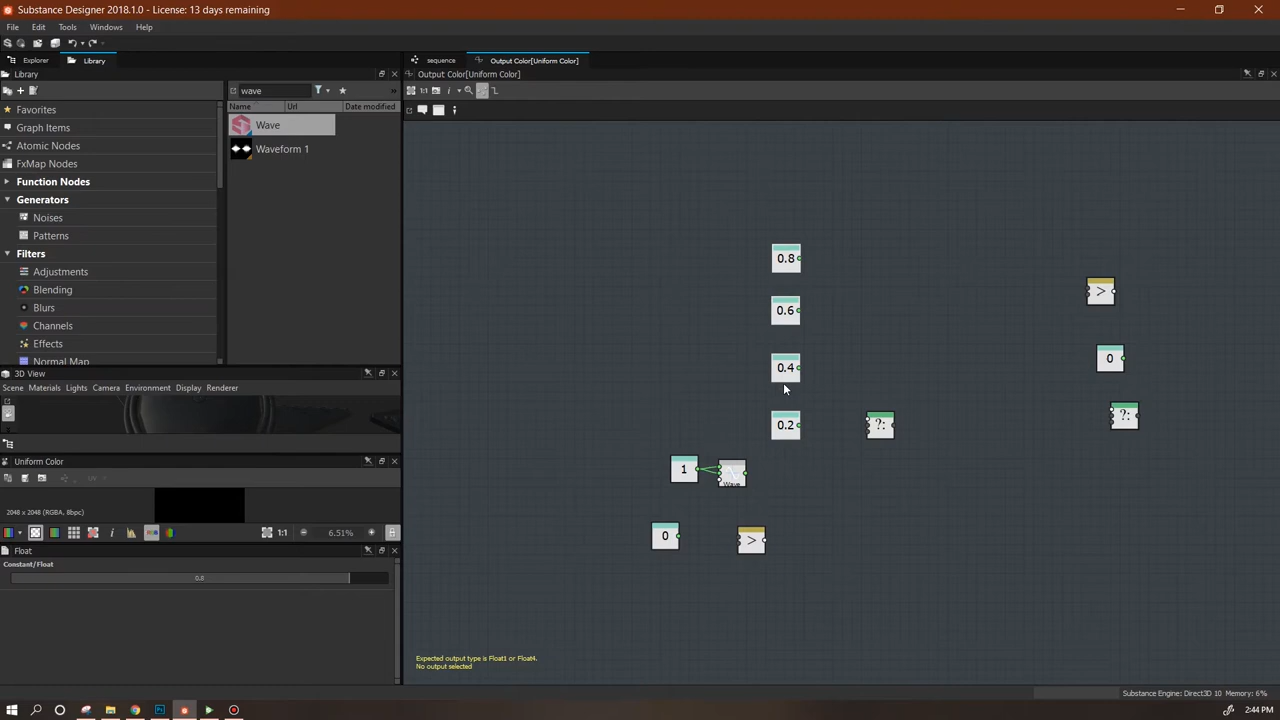 Substance Designer 2018.1.0 - License: 13 days remaining
File Edit Tools Windows Help
Explorer Library
sequence Output Color[Uniform Color]
Library
Output Color[Uniform Color]
wave
Favorites
Graph Items
Atomic Nodes
FxMap Nodes
Function Nodes
Generators
Noises
Patterns
Filters
Adjustments
Blending
Blurs
Channels
Effects
Normal Map
Name Url Date modified
Wave
Waveform 1
3D View
Scene Materials Lights Camera Environment Display Renderer
Uniform Color
UV
2048 x 2048 (RGBA, 8bpc)
1:1 6.51%
Float
Constant/Float
0.8
1:1
0.8
0.6
0.4
0.2
?:
1
Wave
0
>
>
0
?:
Expected output type is Float1 or Float4.
No output selected
Substance Engine: Direct3D 10 Memory: 6%
2:44 PM